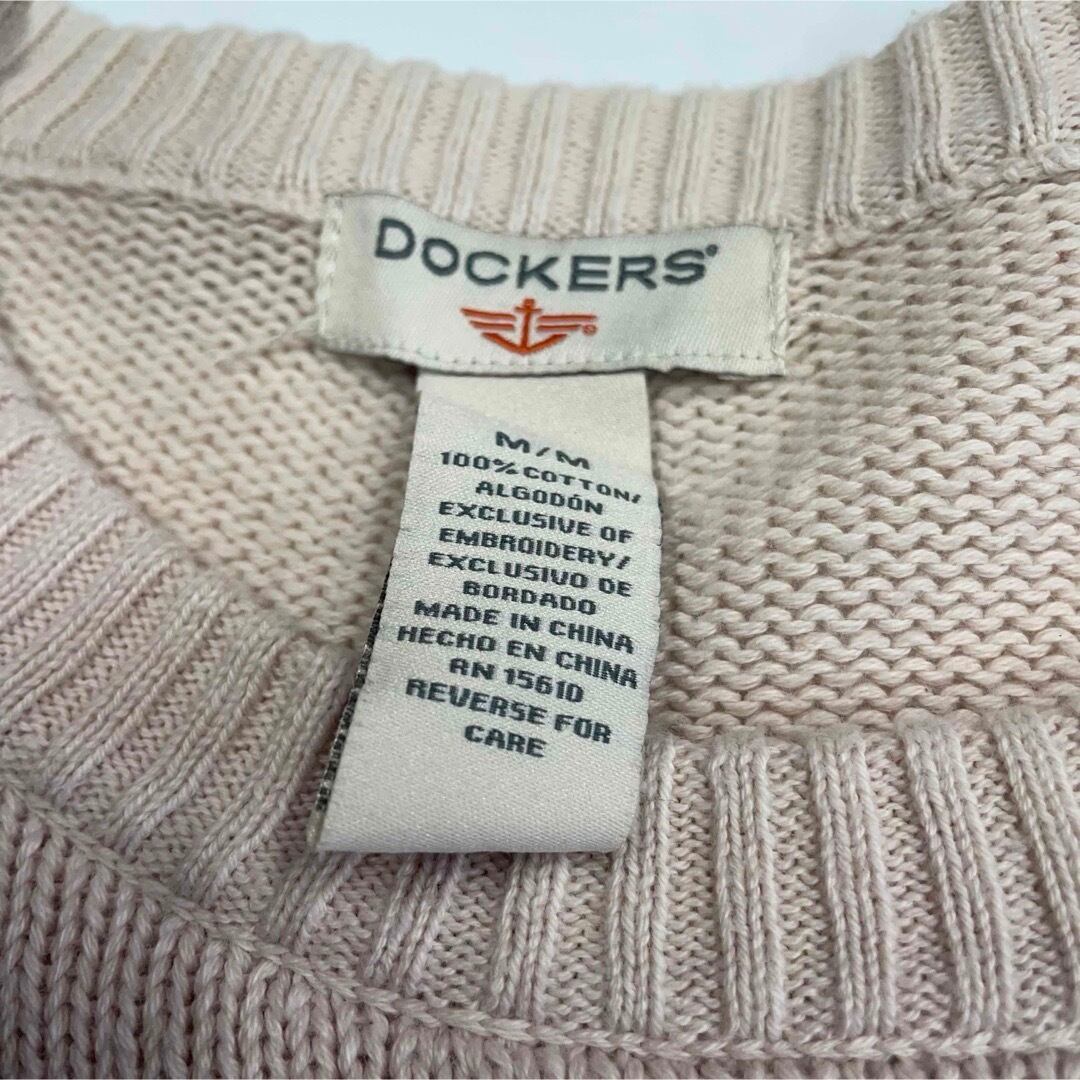 DOCKERS®
®
M/M
100% COTTON/
ALGODÓN
EXCLUSIVE OF
EMBROIDERY/
EXCLUSIVO DE
BORDADO
MADE IN CHINA
HECHO EN CHINA
RN 15610
REVERSE FOR
CARE